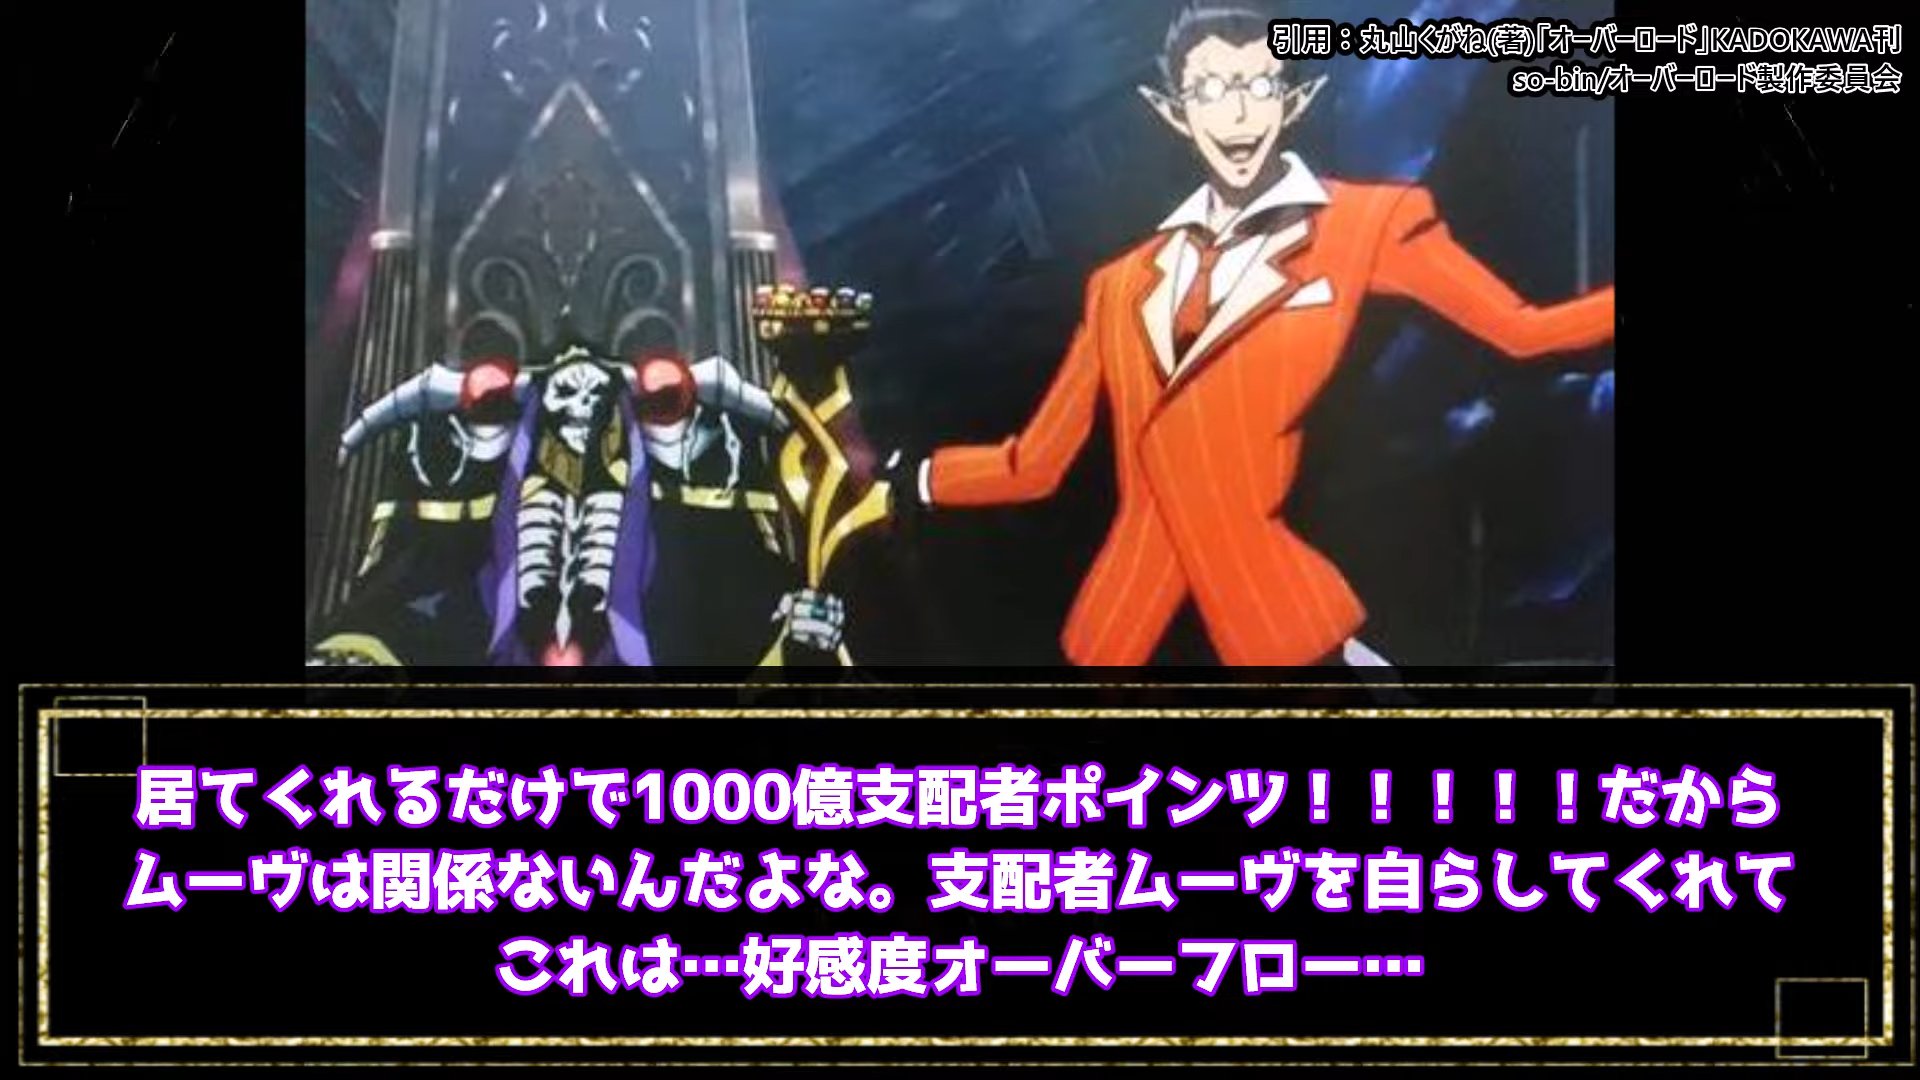 引用：丸山くがね(著)「オーバーロード」KADOKAWA刊
so-bin/オーバーロード製作委員会
居てくれるだけで1000億支配者ポインツ！！！！！だから
ムーヴは関係ないんだよな。支配者ムーヴを自らしてくれて
これは…好感度オーバーフロー…